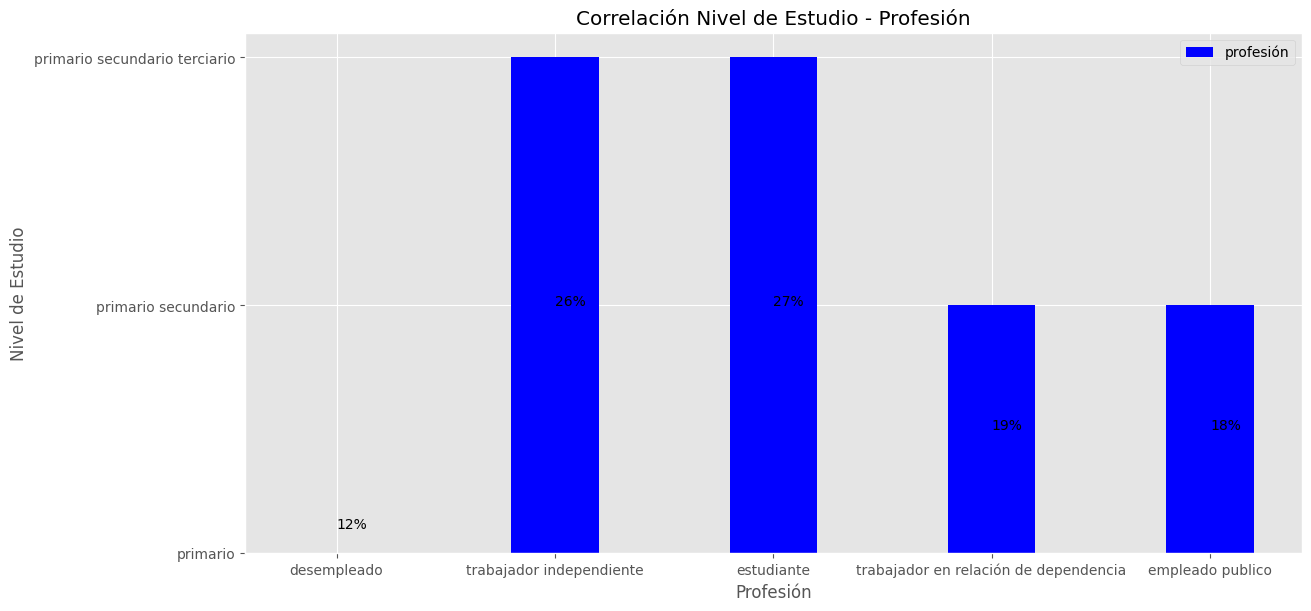 Correlación Nivel de Estudio - Profesión
profesión
primario secundario terciario
primario secundario
primario
Nivel de Estudio
26%
27%
19%
18%
12%
desempleado
trabajador independiente
estudiante
trabajador en relación de dependencia
empleado publico
Profesión